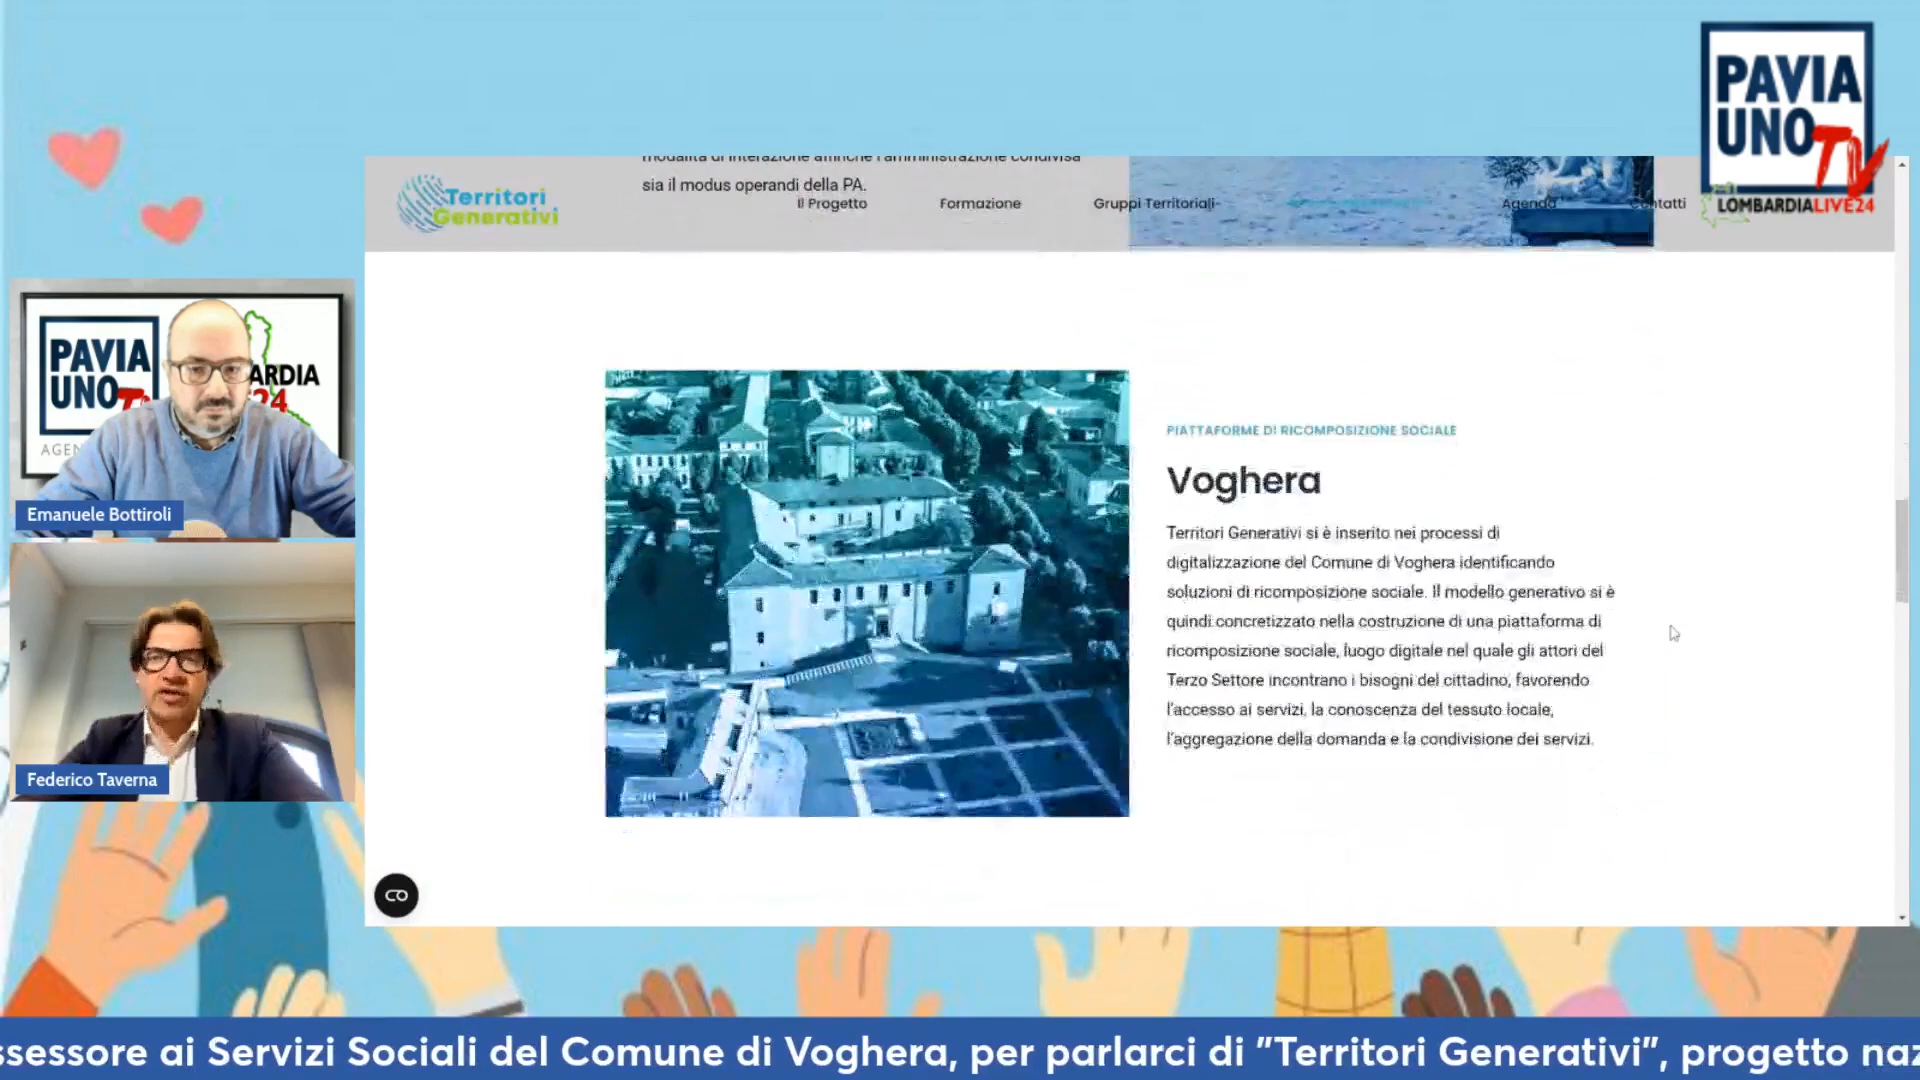 PAVIA
UNO TV
LOMBARDIALIVE24
sia il modus operandi della PA.
Territori
Generativi
Il Progetto
Formazione
Gruppi Territoriali
Agenda
Contatti
PAVIA
UNO
ARDIA
24
AGEN
Emanuele Bottiroli
Federico Taverna
PIATTAFORME DI RICOMPOSIZIONE SOCIALE
Voghera
Territori Generativi si è inserito nei processi di
digitalizzazione del Comune di Voghera identificando
soluzioni di ricomposizione sociale. Il modello generativo si è
quindi concretizzato nella costruzione di una piattaforma di
ricomposizione sociale, luogo digitale nel quale gli attori del
Terzo Settore incontrano i bisogni del cittadino, favorendo
l'accesso ai servizi, la conoscenza del tessuto locale,
l'aggregazione della domanda e la condivisione dei servizi.
ssessore ai Servizi Sociali del Comune di Voghera, per parlarci di "Territori Generativi", progetto naz